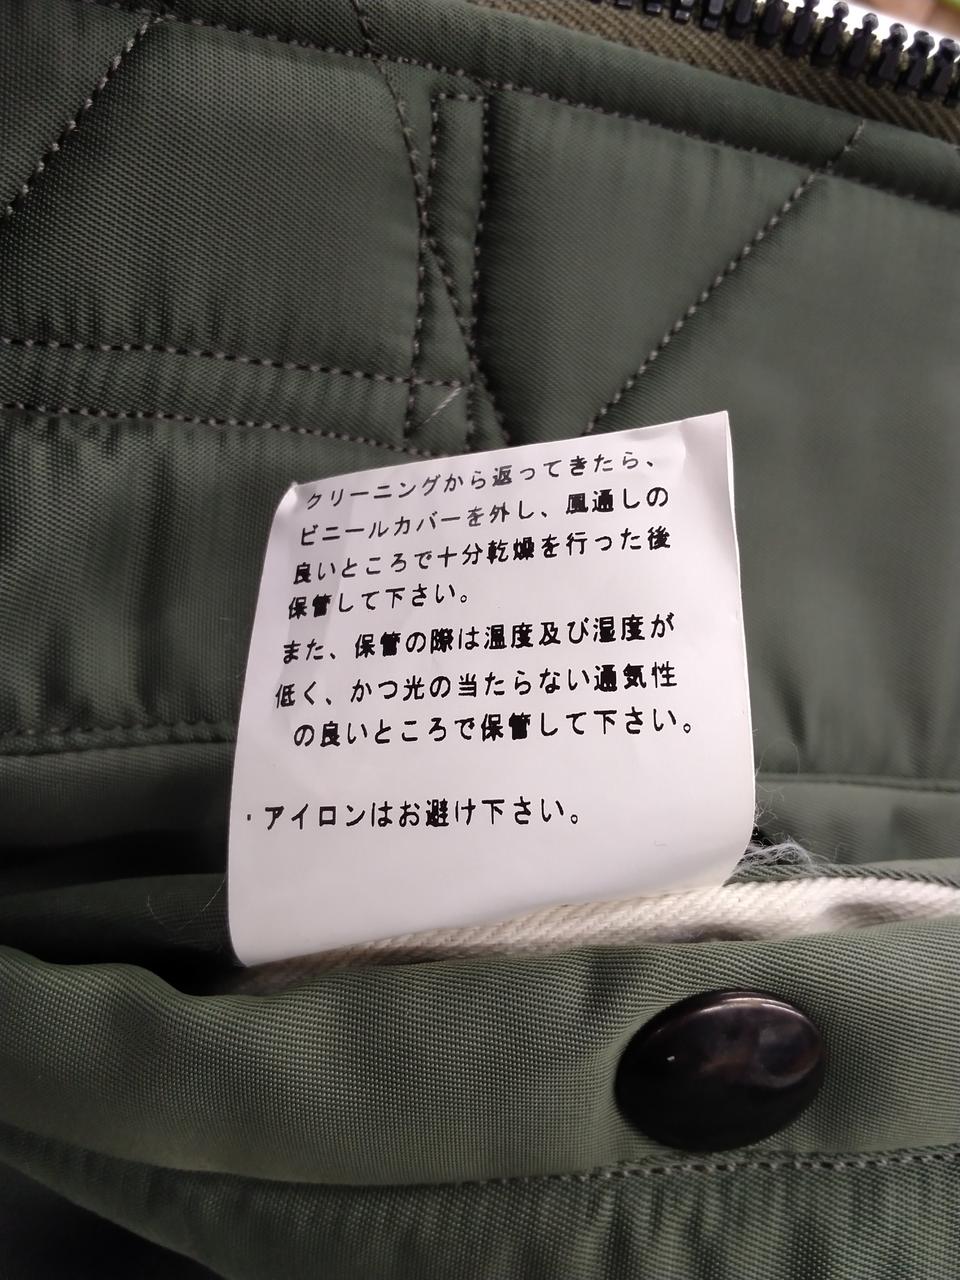 クリーニングから返ってきたら、
ビニールカバーを外し、風通しの
良いところで十分乾燥を行った後
保管して下さい。
また、保管の際は温度及び湿度が
低く、かつ光の当たらない通気性
の良いところで保管して下さい。
・アイロンはお避け下さい。